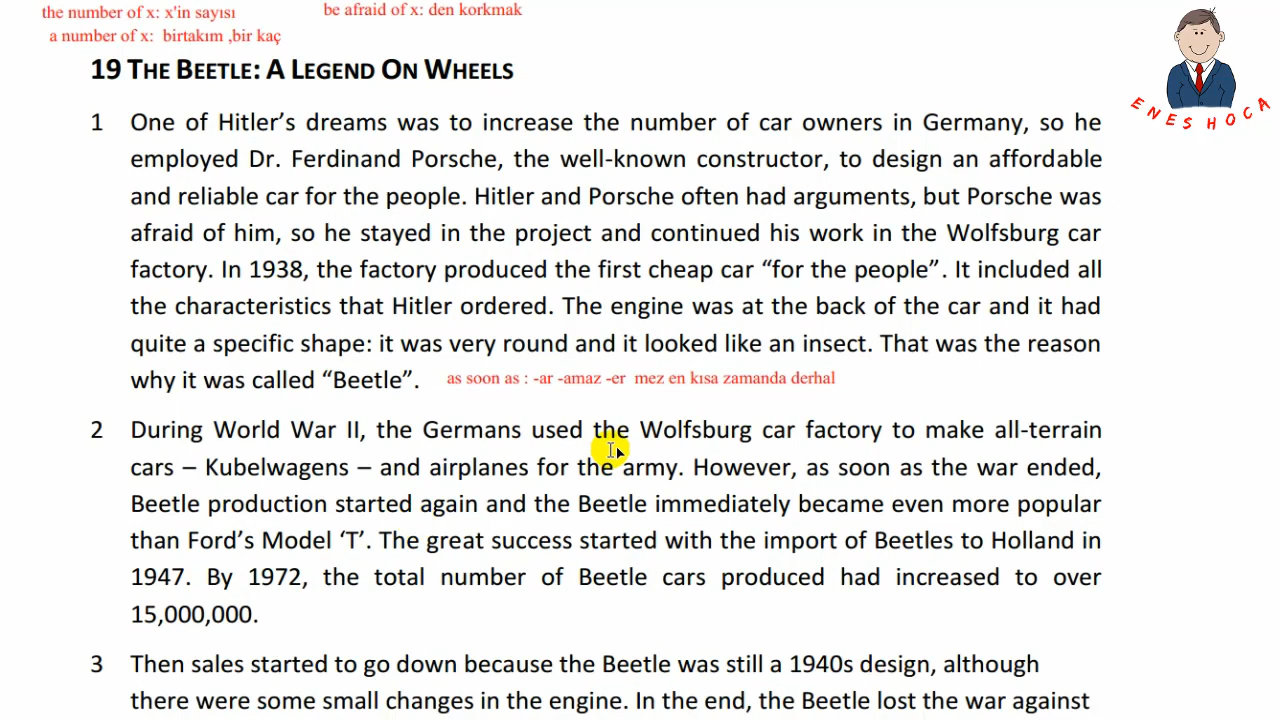 the number of x: x'in sayısı
be afraid of x: den korkmak
a number of x: birtakım ,bir kaç
19 THE BEETLE: A LEGEND ON WHEELS
ENES HOCA
1 One of Hitler's dreams was to increase the number of car owners in Germany, so he
employed Dr. Ferdinand Porsche, the well-known constructor, to design an affordable
and reliable car for the people. Hitler and Porsche often had arguments, but Porsche was
afraid of him, so he stayed in the project and continued his work in the Wolfsburg car
factory. In 1938, the factory produced the first cheap car “for the people”. It included all
the characteristics that Hitler ordered. The engine was at the back of the car and it had
quite a specific shape: it was very round and it looked like an insect. That was the reason
why it was called “Beetle”.
as soon as : -ar -amaz -er mez en kısa zamanda derhal
2 During World War II, the Germans used the Wolfsburg car factory to make all-terrain
cars – Kubelwagens – and airplanes for the army. However, as soon as the war ended,
Beetle production started again and the Beetle immediately became even more popular
than Ford's Model ‘T’. The great success started with the import of Beetles to Holland in
1947. By 1972, the total number of Beetle cars produced had increased to over
15,000,000.
3 Then sales started to go down because the Beetle was still a 1940s design, although
there were some small changes in the engine. In the end, the Beetle lost the war against